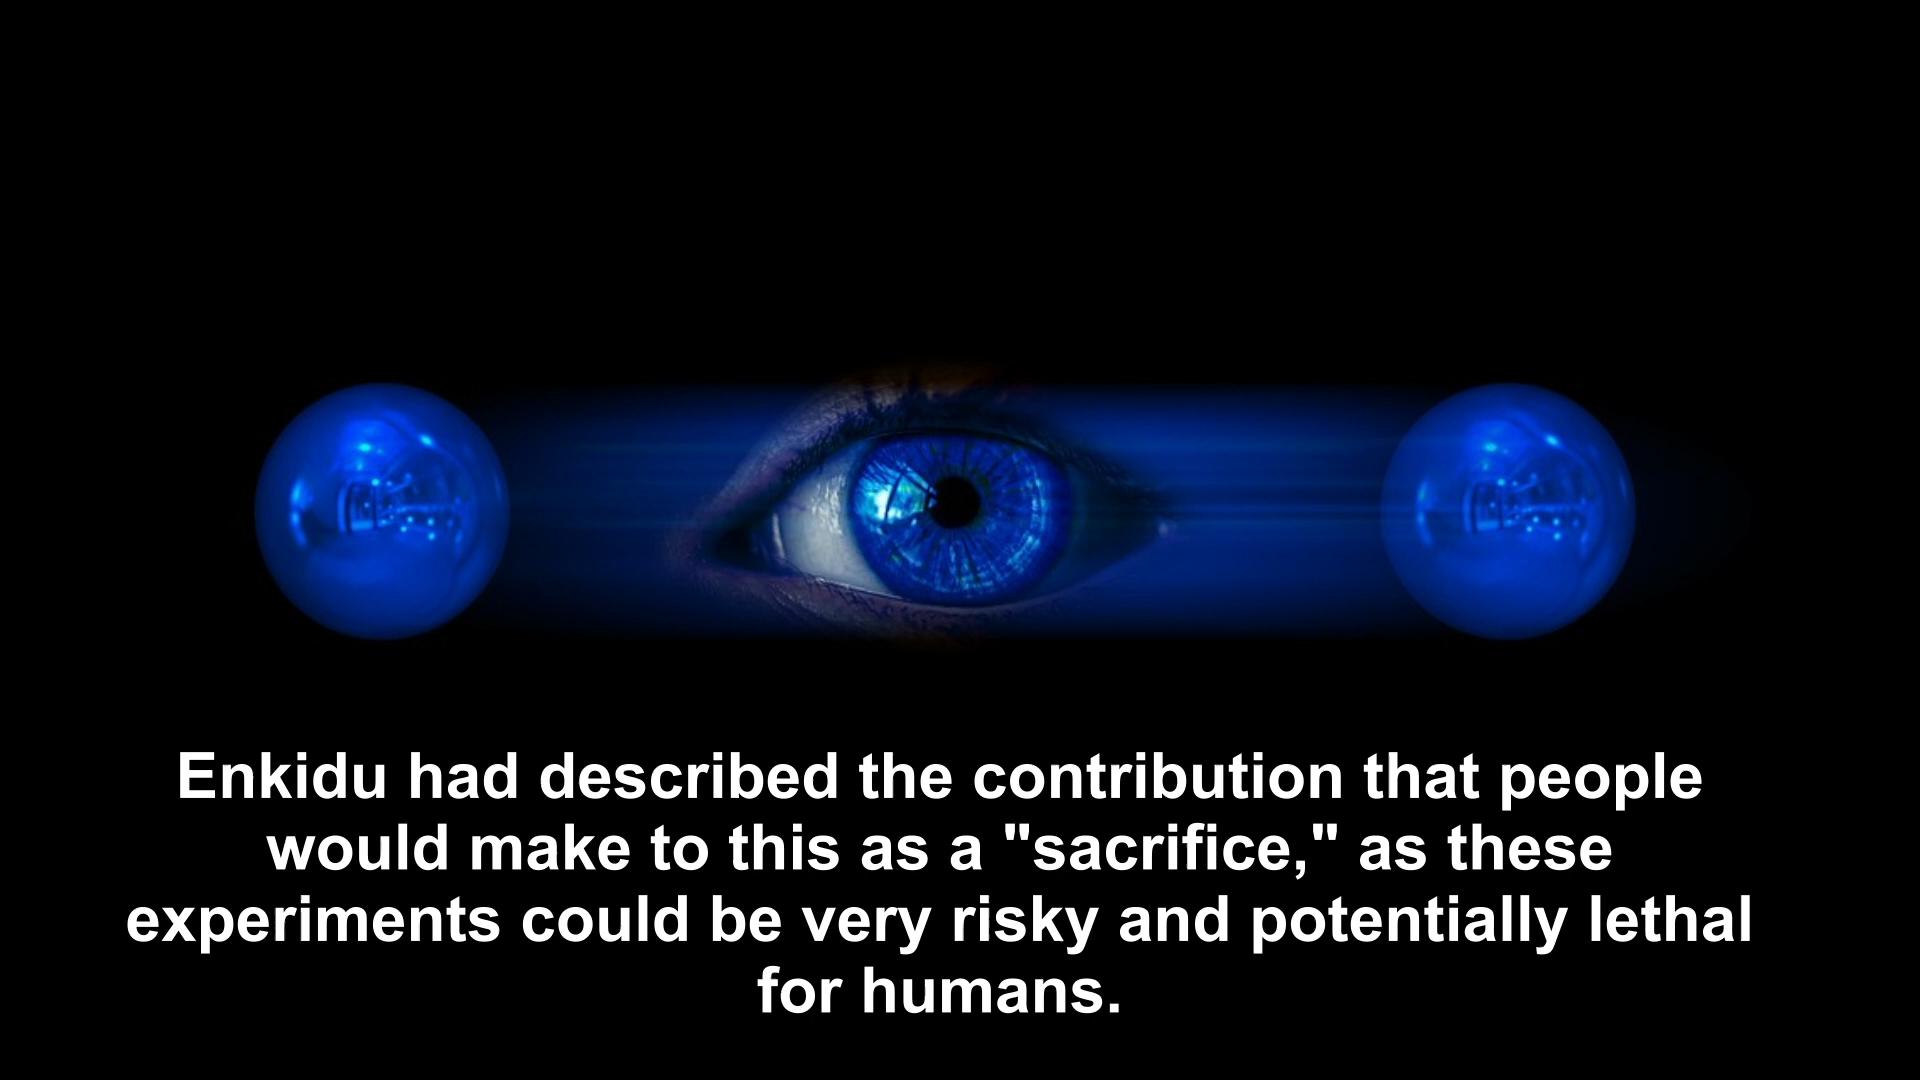 Enkidu had described the contribution that people
would make to this as a "sacrifice," as these
experiments could be very risky and potentially lethal
for humans.